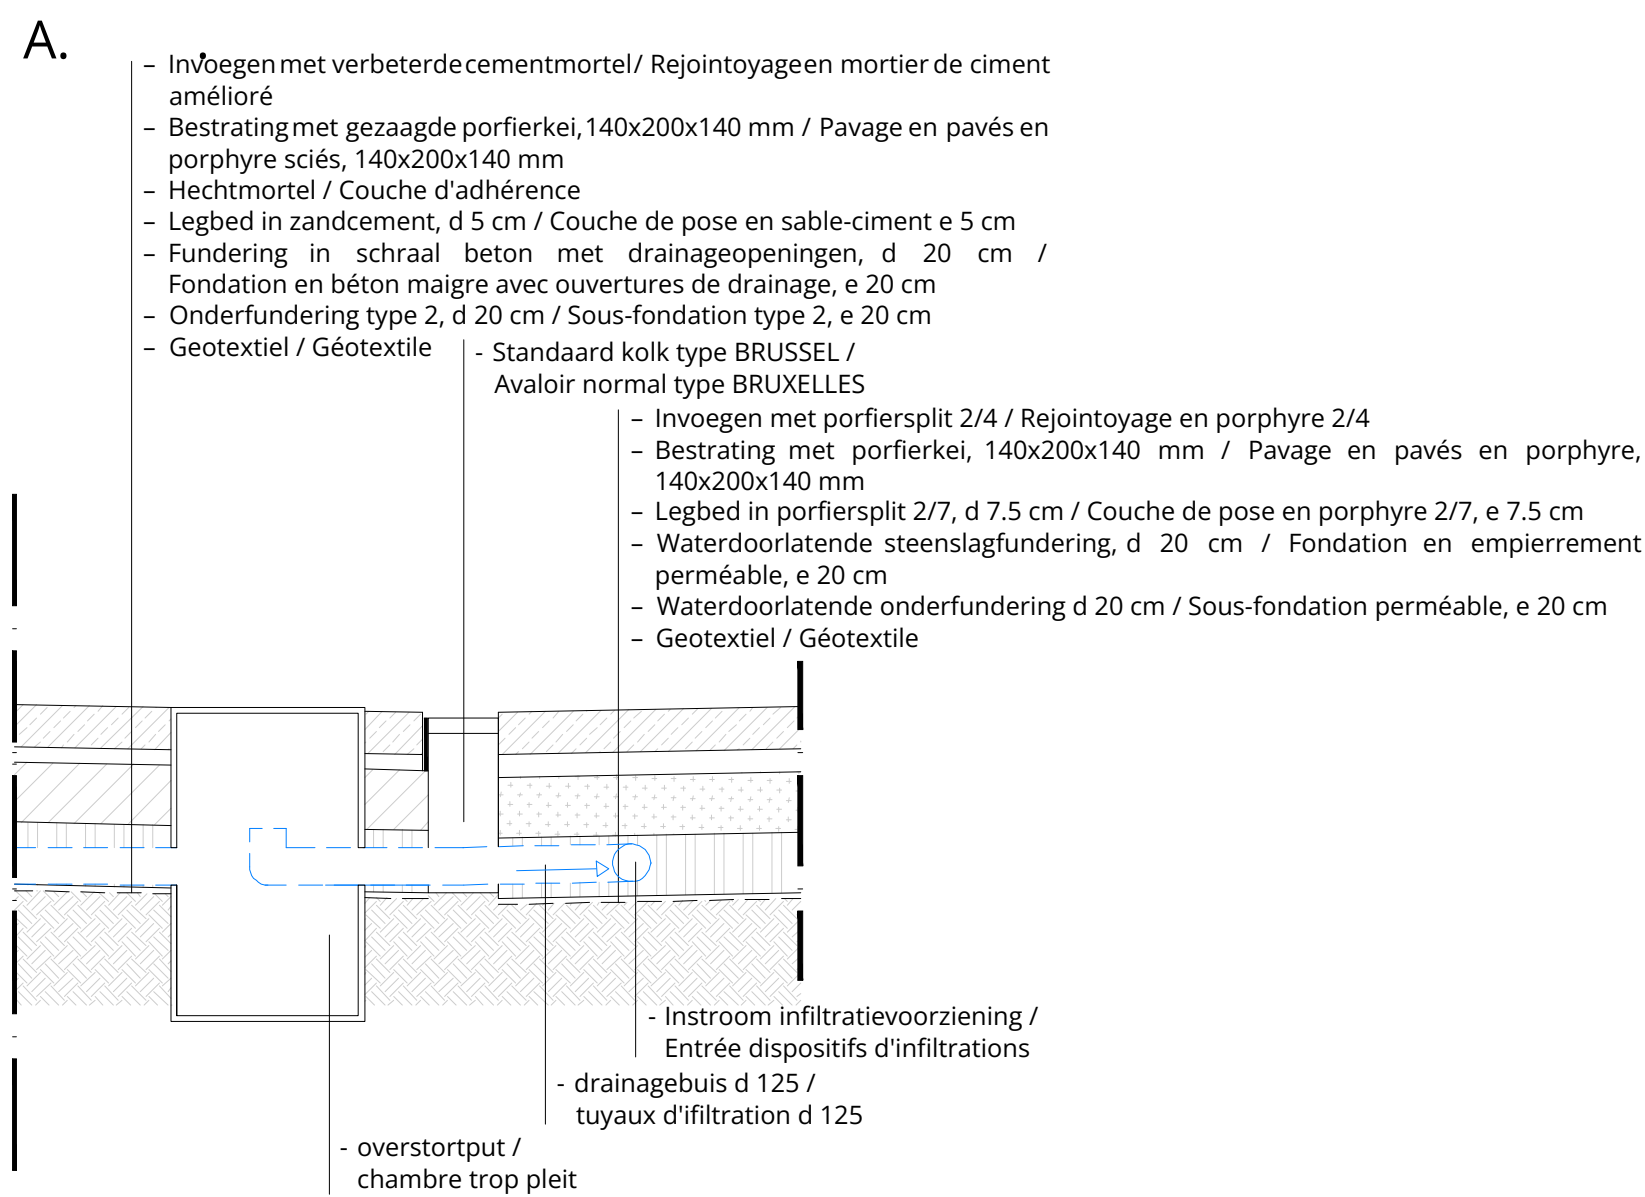 A.
– Invoegen met verbeterde cementmortel / Rejointoyage en mortier de ciment
amélioré
– Bestrating met gezaagde porfierkei, 140x200x140 mm / Pavage en pavés en
porphyre sciés, 140x200x140 mm
– Hechtmortel / Couche d'adhérence
– Legbed in zandcement, d 5 cm / Couche de pose en sable-ciment e 5 cm
– Fundering in schraal beton met drainageopeningen, d 20 cm /
Fondation en béton maigre avec ouvertures de drainage, e 20 cm
– Onderfundering type 2, d 20 cm / Sous-fondation type 2, e 20 cm
– Geotextiel / Géotextile
- Standaard kolk type BRUSSEL /
Avaloir normal type BRUXELLES
– Invoegen met porfiersplit 2/4 / Rejointoyage en porphyre 2/4
– Bestrating met porfierkei, 140x200x140 mm / Pavage en pavés en porphyre,
140x200x140 mm
– Legbed in porfiersplit 2/7, d 7.5 cm / Couche de pose en porphyre 2/7, e 7.5 cm
– Waterdoorlatende steenslagfundering, d 20 cm / Fondation en empierrement
perméable, e 20 cm
– Waterdoorlatende onderfundering d 20 cm / Sous-fondation perméable, e 20 cm
– Geotextiel / Géotextile
- Instroom infiltratievoorziening /
Entrée dispositifs d'infiltrations
- drainagebuis d 125 /
tuyaux d'ifiltration d 125
- overstortput /
chambre trop pleit